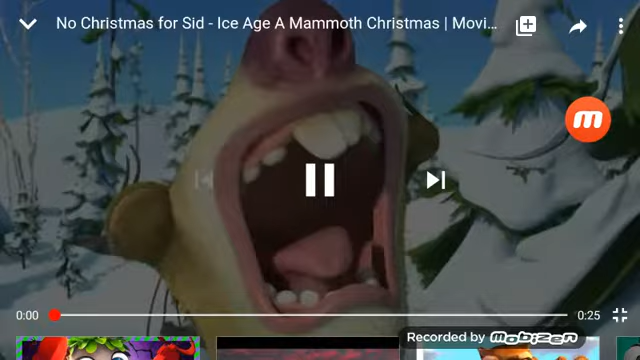 No Christmas for Sid - Ice Age A Mammoth Christmas | Movi...
m
0:00
0:25
Recorded by mobizen